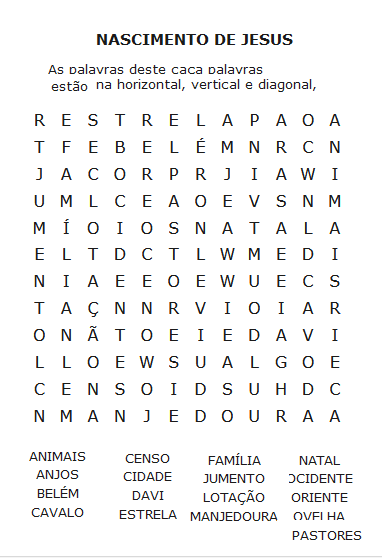 NASCIMENTO DE JESUS
As palavras deste caça palavras
estão na horizontal, vertical e diagonal,
R E S T R E L A P A O A
T F E B E L É M N R C N
J A C O R P R J I A W I
U M L C E A O E V S N M
M Í O I O S N A T A L A
E L T D C T L W M E D I
N I A E E O E W U E C S
T A Ç N N R V I O I A R
O N Ã T O E I E D A V I
L L O E W S U A L G O E
C E N S O I D S U H D C
N M A N J E D O U R A A
ANIMAIS CENSO FAMÍLIA NATAL
ANJOS CIDADE JUMENTO OCIDENTE
BELÉM DAVI LOTAÇÃO ORIENTE
CAVALO ESTRELA MANJEDOURA OVELHA
PASTORES